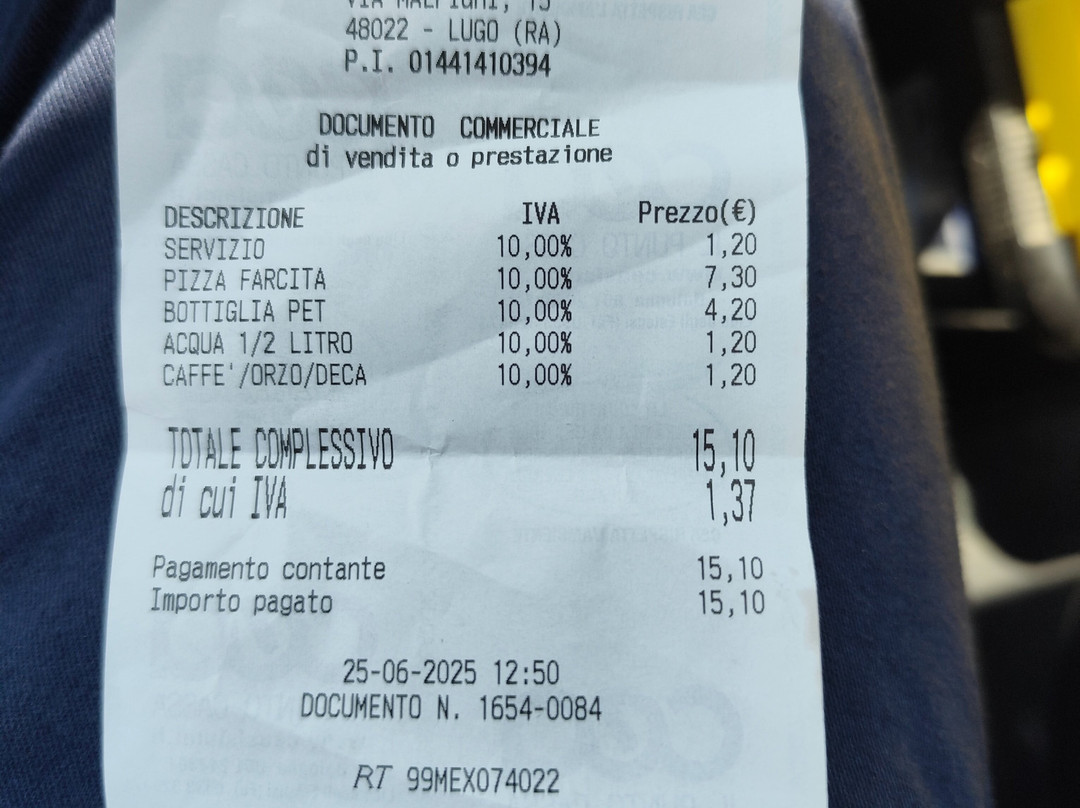 VIA MALPIGHI, 15
48022 - LUGO (RA)
P.I. 01441410394
DOCUMENTO COMMERCIALE
di vendita o prestazione
DESCRIZIONE IVA Prezzo(€)
SERVIZIO 10,00% 1,20
PIZZA FARCITA 10,00% 7,30
BOTTIGLIA PET 10,00% 4,20
ACQUA 1/2 LITRO 10,00% 1,20
CAFFE'/ORZO/DECA 10,00% 1,20
TOTALE COMPLESSIVO 15,10
di cui IVA 1,37
Pagamento contante 15,10
Importo pagato 15,10
25-06-2025 12:50
DOCUMENTO N. 1654-0084
RT 99MEX074022